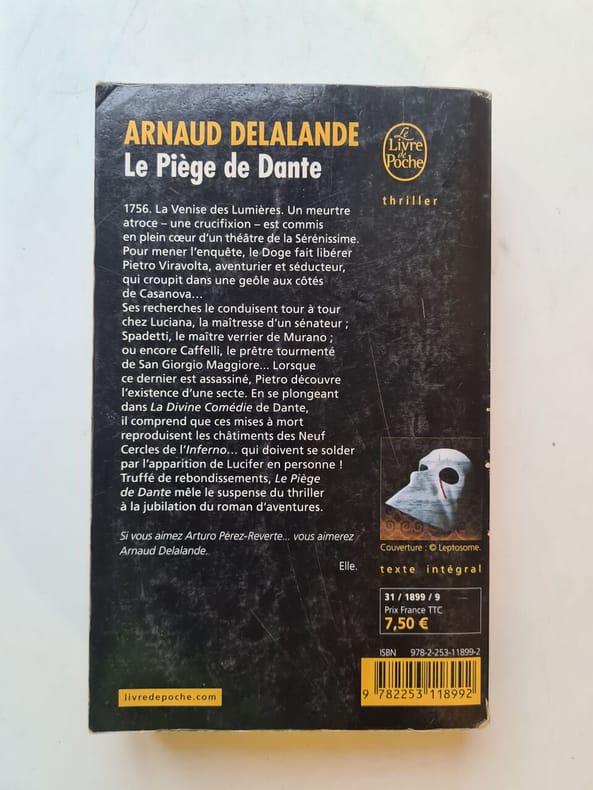 ARNAUD DELALANDE
Le Piège de Dante
Le
Livre
de
Poche
thriller
1756. La Venise des Lumières. Un meurtre
atroce – une crucifixion – est commis
en plein cœur d'un théâtre de la Sérénissime.
Pour mener l'enquête, le Doge fait libérer
Pietro Viravolta, aventurier et séducteur,
qui croupit dans une geôle aux côtés
de Casanova...
Ses recherches le conduisent tour à tour
chez Luciana, la maîtresse d'un sénateur ;
Spadetti, le maître verrier de Murano ;
ou encore Caffelli, le prêtre tourmenté
de San Giorgio Maggiore... Lorsque
ce dernier est assassiné, Pietro découvre
l'existence d'une secte. En se plongeant
dans La Divine Comédie de Dante,
il comprend que ces mises à mort
reproduisent les châtiments des Neuf
Cercles de l'Inferno... qui doivent se solder
par l'apparition de Lucifer en personne !
Truffé de rebondissements, Le Piège
de Dante mêle le suspense du thriller
à la jubilation du roman d'aventures.
Si vous aimez Arturo Pérez-Reverte... vous aimerez
Arnaud Delalande.
Elle.
Couverture : © Leptosome.
texte intégral
31 / 1899 / 9
Prix France TTC
7,50 €
ISBN 978-2-253-11899-2
9 782253 118992
livredepoche.com